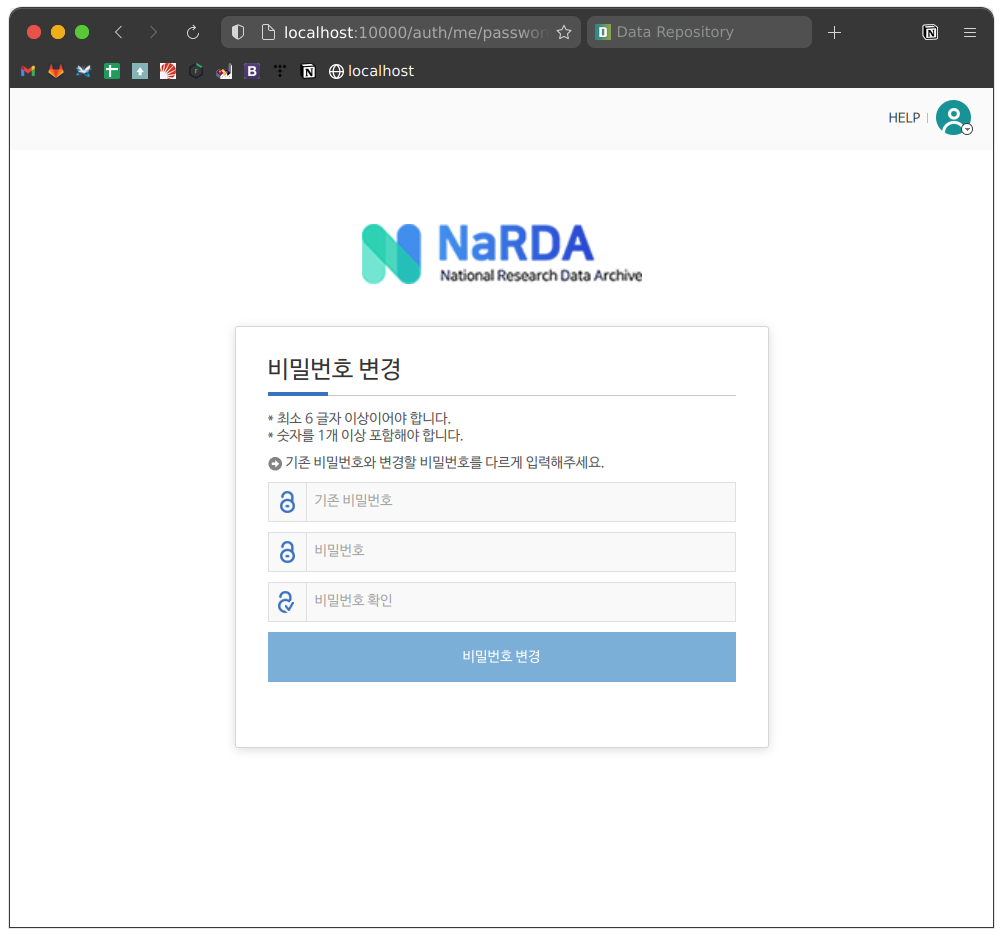 localhost:10000/auth/me/passwor
Data Repository
localhost
HELP
NaRDA
National Research Data Archive
비밀번호 변경
* 최소 6 글자 이상이어야 합니다.
* 숫자를 1개 이상 포함해야 합니다.
기존 비밀번호와 변경할 비밀번호를 다르게 입력해주세요.
기존 비밀번호
비밀번호
비밀번호 확인
비밀번호 변경